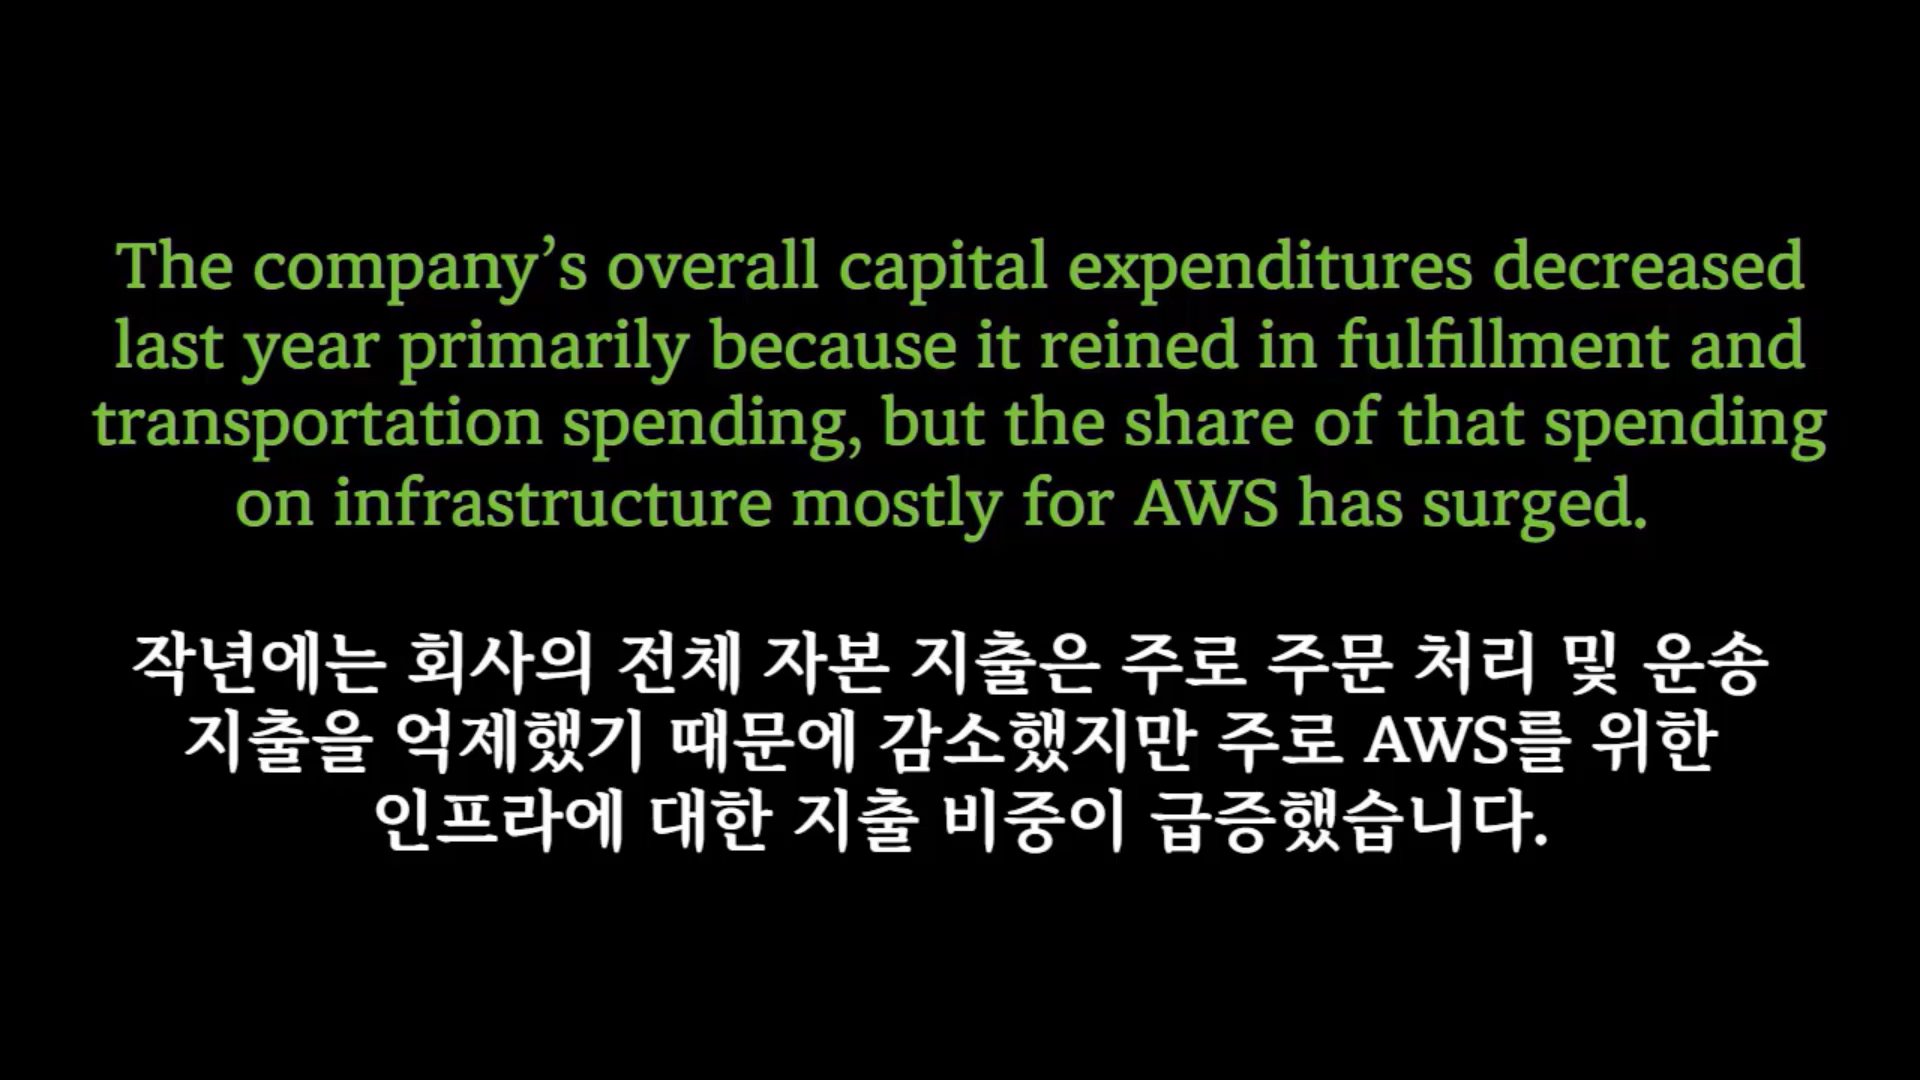 The company’s overall capital expenditures decreased
last year primarily because it reined in fulfillment and
transportation spending, but the share of that spending
on infrastructure mostly for AWS has surged.
작년에는 회사의 전체 자본 지출은 주로 주문 처리 및 운송
지출을 억제했기 때문에 감소했지만 주로 AWS를 위한
인프라에 대한 지출 비중이 급증했습니다.